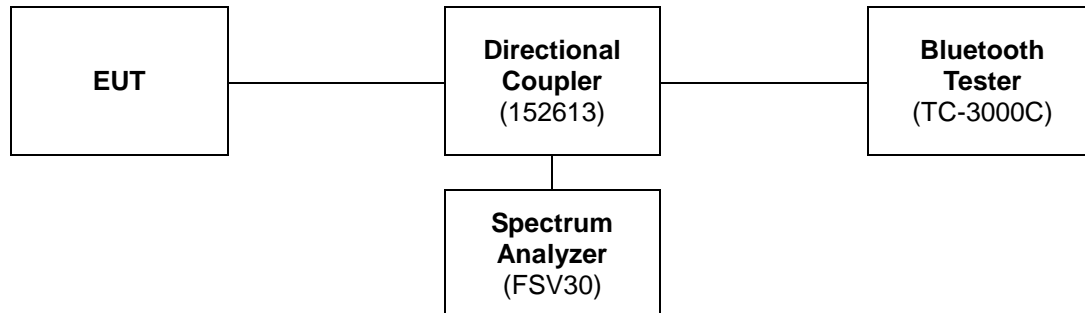 EUT
Directional
Coupler
(152613)
Bluetooth
Tester
(TC-3000C)
Spectrum
Analyzer
(FSV30)